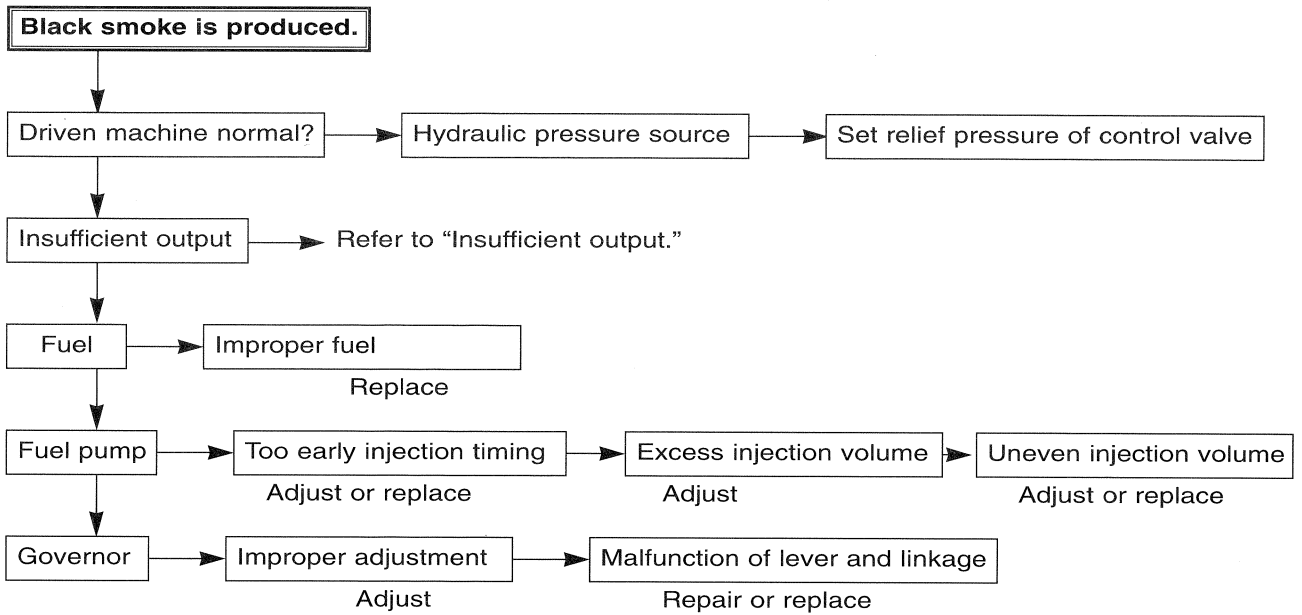 Black smoke is produced.
Driven machine normal?
Hydraulic pressure source
Set relief pressure of control valve
Insufficient output
Refer to “Insufficient output.”
Fuel
Improper fuel
Replace
Fuel pump
Too early injection timing
Excess injection volume
Uneven injection volume
Adjust or replace
Adjust
Adjust or replace
Governor
Improper adjustment
Malfunction of lever and linkage
Adjust
Repair or replace